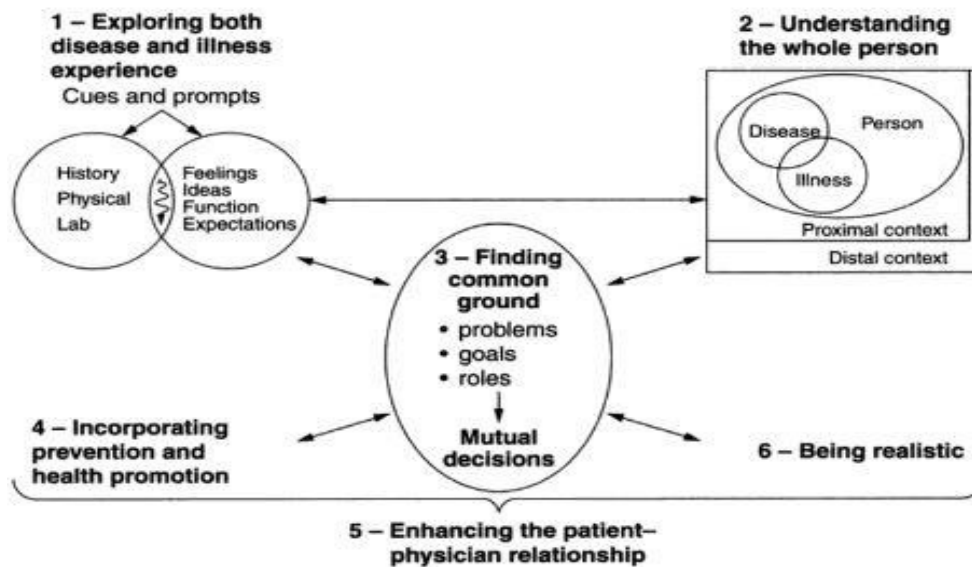 1 – Exploring both
disease and illness
experience
Cues and prompts
History
Physical
Lab
Feelings
Ideas
Function
Expectations
2 – Understanding
the whole person
Disease
Person
Illness
Proximal context
Distal context
3 – Finding
common
ground
• problems
• goals
• roles
Mutual
decisions
4 – Incorporating
prevention and
health promotion
6 – Being realistic
5 – Enhancing the patient–
physician relationship